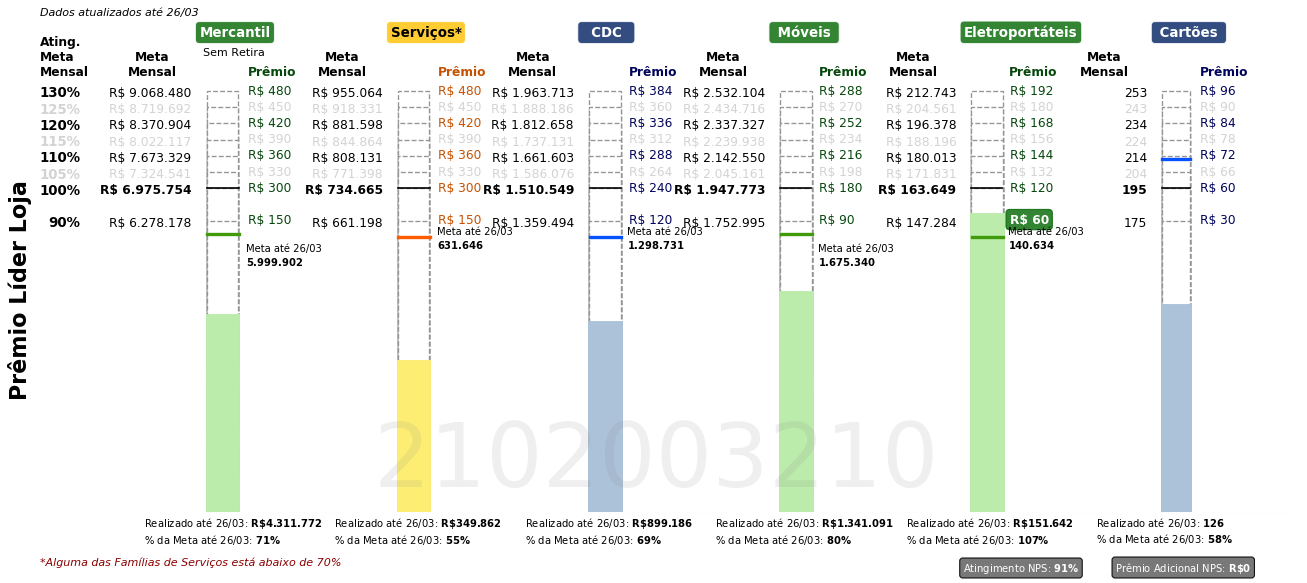 Dados atualizados até 26/03
Mercantil Serviços* CDC Móveis Eletroportáteis Cartões
Sem Retira
Ating. Meta Mensal
Meta Mensal Prêmio Meta Mensal Prêmio Meta Mensal Prêmio Meta Mensal Prêmio Meta Mensal Prêmio Meta Mensal Prêmio
130% R$ 9.068.480 R$ 480 R$ 955.064 R$ 480 R$ 1.963.713 R$ 384 R$ 2.532.104 R$ 288 R$ 212.743 R$ 192 253 R$ 96
125% R$ 8.719.692 R$ 450 R$ 918.331 R$ 450 R$ 1.888.186 R$ 360 R$ 2.434.716 R$ 270 R$ 204.561 R$ 180 243 R$ 90
120% R$ 8.370.904 R$ 420 R$ 881.598 R$ 420 R$ 1.812.658 R$ 336 R$ 2.337.327 R$ 252 R$ 196.378 R$ 168 234 R$ 84
115% R$ 8.022.117 R$ 390 R$ 844.864 R$ 390 R$ 1.737.131 R$ 312 R$ 2.239.938 R$ 234 R$ 188.196 R$ 156 224 R$ 78
110% R$ 7.673.329 R$ 360 R$ 808.131 R$ 360 R$ 1.661.603 R$ 288 R$ 2.142.550 R$ 216 R$ 180.013 R$ 144 214 R$ 72
105% R$ 7.324.541 R$ 330 R$ 771.398 R$ 330 R$ 1.586.076 R$ 264 R$ 2.045.161 R$ 198 R$ 171.831 R$ 132 204 R$ 66
100% R$ 6.975.754 R$ 300 R$ 734.665 R$ 300 R$ 1.510.549 R$ 240 R$ 1.947.773 R$ 180 R$ 163.649 R$ 120 195 R$ 60
90% R$ 6.278.178 R$ 150 R$ 661.198 R$ 150 R$ 1.359.494 R$ 120 R$ 1.752.995 R$ 90 R$ 147.284 R$ 60 175 R$ 30
Meta até 26/03 5.999.902
Meta até 26/03 631.646
Meta até 26/03 1.298.731
Meta até 26/03 1.675.340
Meta até 26/03 140.634
Prêmio Líder Loja
2102003210
Realizado até 26/03: R$4.311.772 Realizado até 26/03: R$349.862 Realizado até 26/03: R$899.186 Realizado até 26/03: R$1.341.091 Realizado até 26/03: R$151.642 Realizado até 26/03: 126
% da Meta até 26/03: 71% % da Meta até 26/03: 55% % da Meta até 26/03: 69% % da Meta até 26/03: 80% % da Meta até 26/03: 107% % da Meta até 26/03: 58%
*Alguma das Famílias de Serviços está abaixo de 70%
Atingimento NPS: 91% Prêmio Adicional NPS: R$0